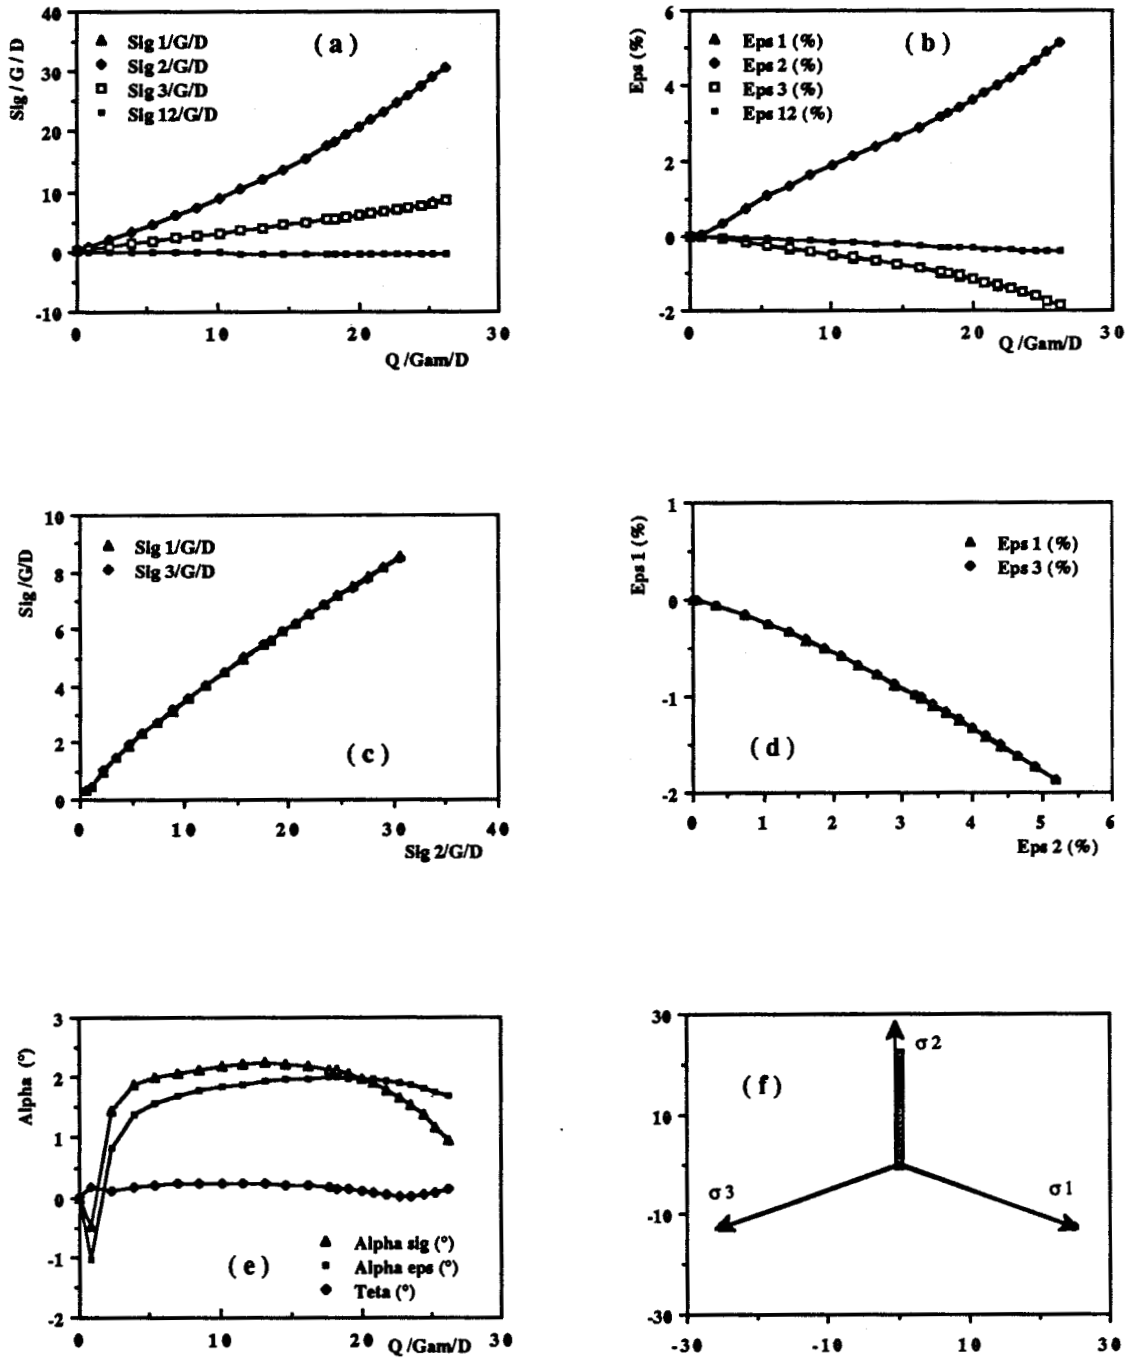 40
30
20
10
0
-10
Sig / G / D
Sig 1/G/D
Sig 2/G/D
Sig 3/G/D
Sig 12/G/D
( a )
0
10
20
30
Q /Gam/D
6
4
2
0
-2
Eps (%)
Eps 1 (%)
Eps 2 (%)
Eps 3 (%)
Eps 12 (%)
( b )
0
10
20
30
Q /Gam/D
10
8
6
4
2
0
Sig /G/D
Sig 1/G/D
Sig 3/G/D
( c )
0
10
20
30
40
Sig 2/G/D
1
0
-1
-2
Eps 1 (%)
Eps 1 (%)
Eps 3 (%)
( d )
0
1
2
3
4
5
6
Eps 2 (%)
3
2
1
0
-1
-2
Alpha (°)
( e )
Alpha sig (°)
Alpha eps (°)
Teta (°)
0
10
20
30
Q /Gam/D
30
10
-10
-30
( f )
σ2
σ3
σ1
-30
-10
10
30